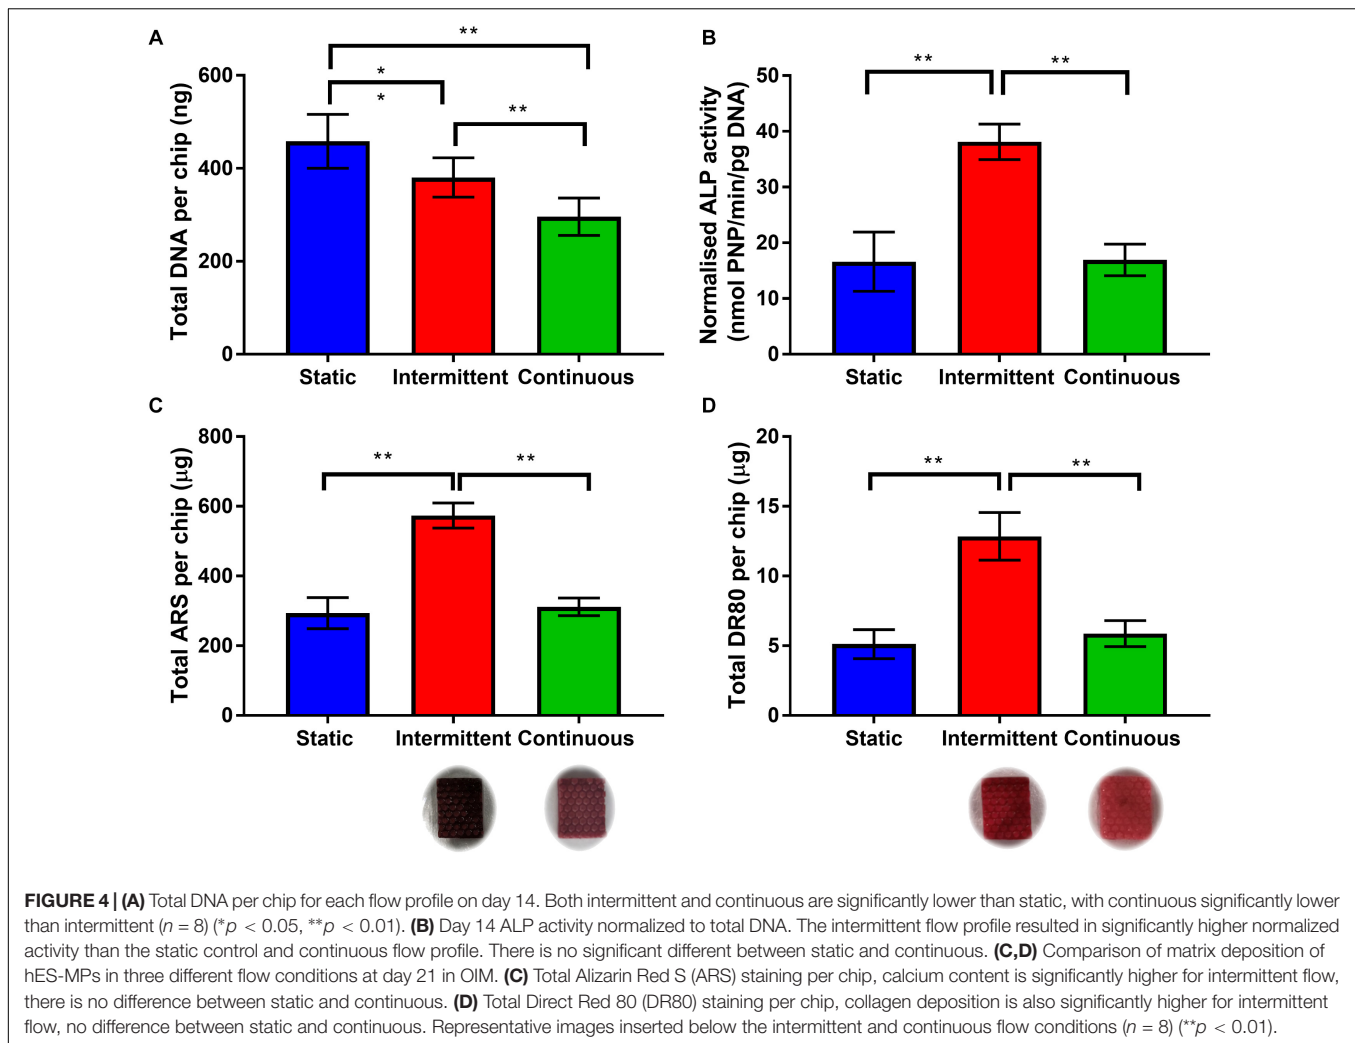 A
**
*
*
**
Total DNA per chip (ng)
600
400
200
0
Static
Intermittent
Continuous
B
**
**
Normalised ALP activity
(nmol PNP/min/pg DNA)
50
40
30
20
10
0
Static
Intermittent
Continuous
C
**
**
Total ARS per chip (µg)
800
600
400
200
0
Static
Intermittent
Continuous
D
**
**
Total DR80 per chip (µg)
20
15
10
5
0
Static
Intermittent
Continuous
FIGURE 4 | (A) Total DNA per chip for each flow profile on day 14. Both intermittent and continuous are significantly lower than static, with continuous significantly lower
than intermittent (n = 8) (*p < 0.05, **p < 0.01). (B) Day 14 ALP activity normalized to total DNA. The intermittent flow profile resulted in significantly higher normalized
activity than the static control and continuous flow profile. There is no significant different between static and continuous. (C,D) Comparison of matrix deposition of
hES-MPs in three different flow conditions at day 21 in OIM. (C) Total Alizarin Red S (ARS) staining per chip, calcium content is significantly higher for intermittent flow,
there is no difference between static and continuous. (D) Total Direct Red 80 (DR80) staining per chip, collagen deposition is also significantly higher for intermittent
flow, no difference between static and continuous. Representative images inserted below the intermittent and continuous flow conditions (n = 8) (**p < 0.01).